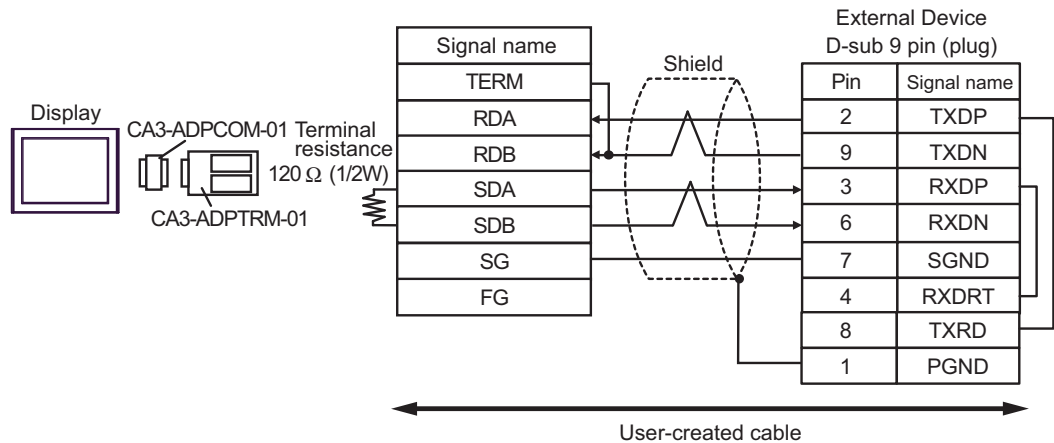 External Device
D-sub 9 pin (plug)
Signal name
TERM
RDA
RDB
SDA
SDB
SG
FG
Shield
Pin Signal name
2 TXDP
9 TXDN
3 RXDP
6 RXDN
7 SGND
4 RXDRT
8 TXRD
1 PGND
Display
CA3-ADPCOM-01
CA3-ADPTRM-01
Terminal
resistance
120 Ω (1/2W)
User-created cable